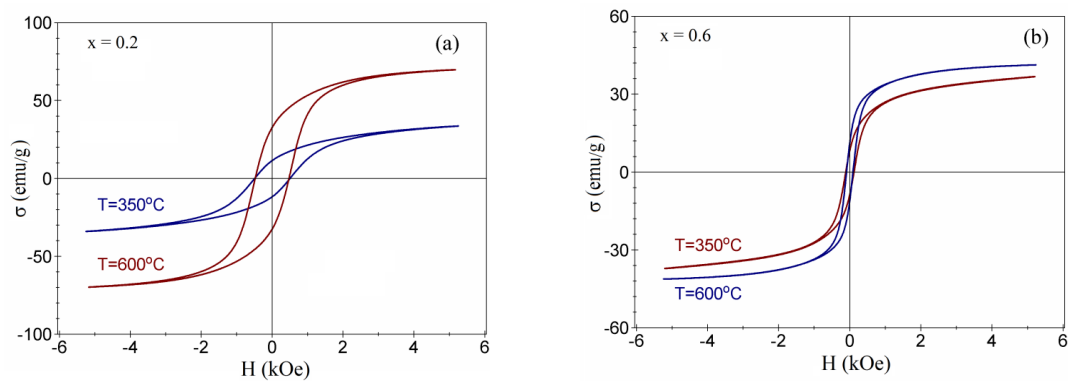 x = 0.2
(a)
100
50
0
-50
-100
σ (emu/g)
T=350°C
T=600°C
-6
-4
-2
0
2
4
6
H (kOe)
x = 0.6
(b)
60
30
0
-30
-60
σ (emu/g)
T=350°C
T=600°C
-6
-4
-2
0
2
4
6
H (kOe)